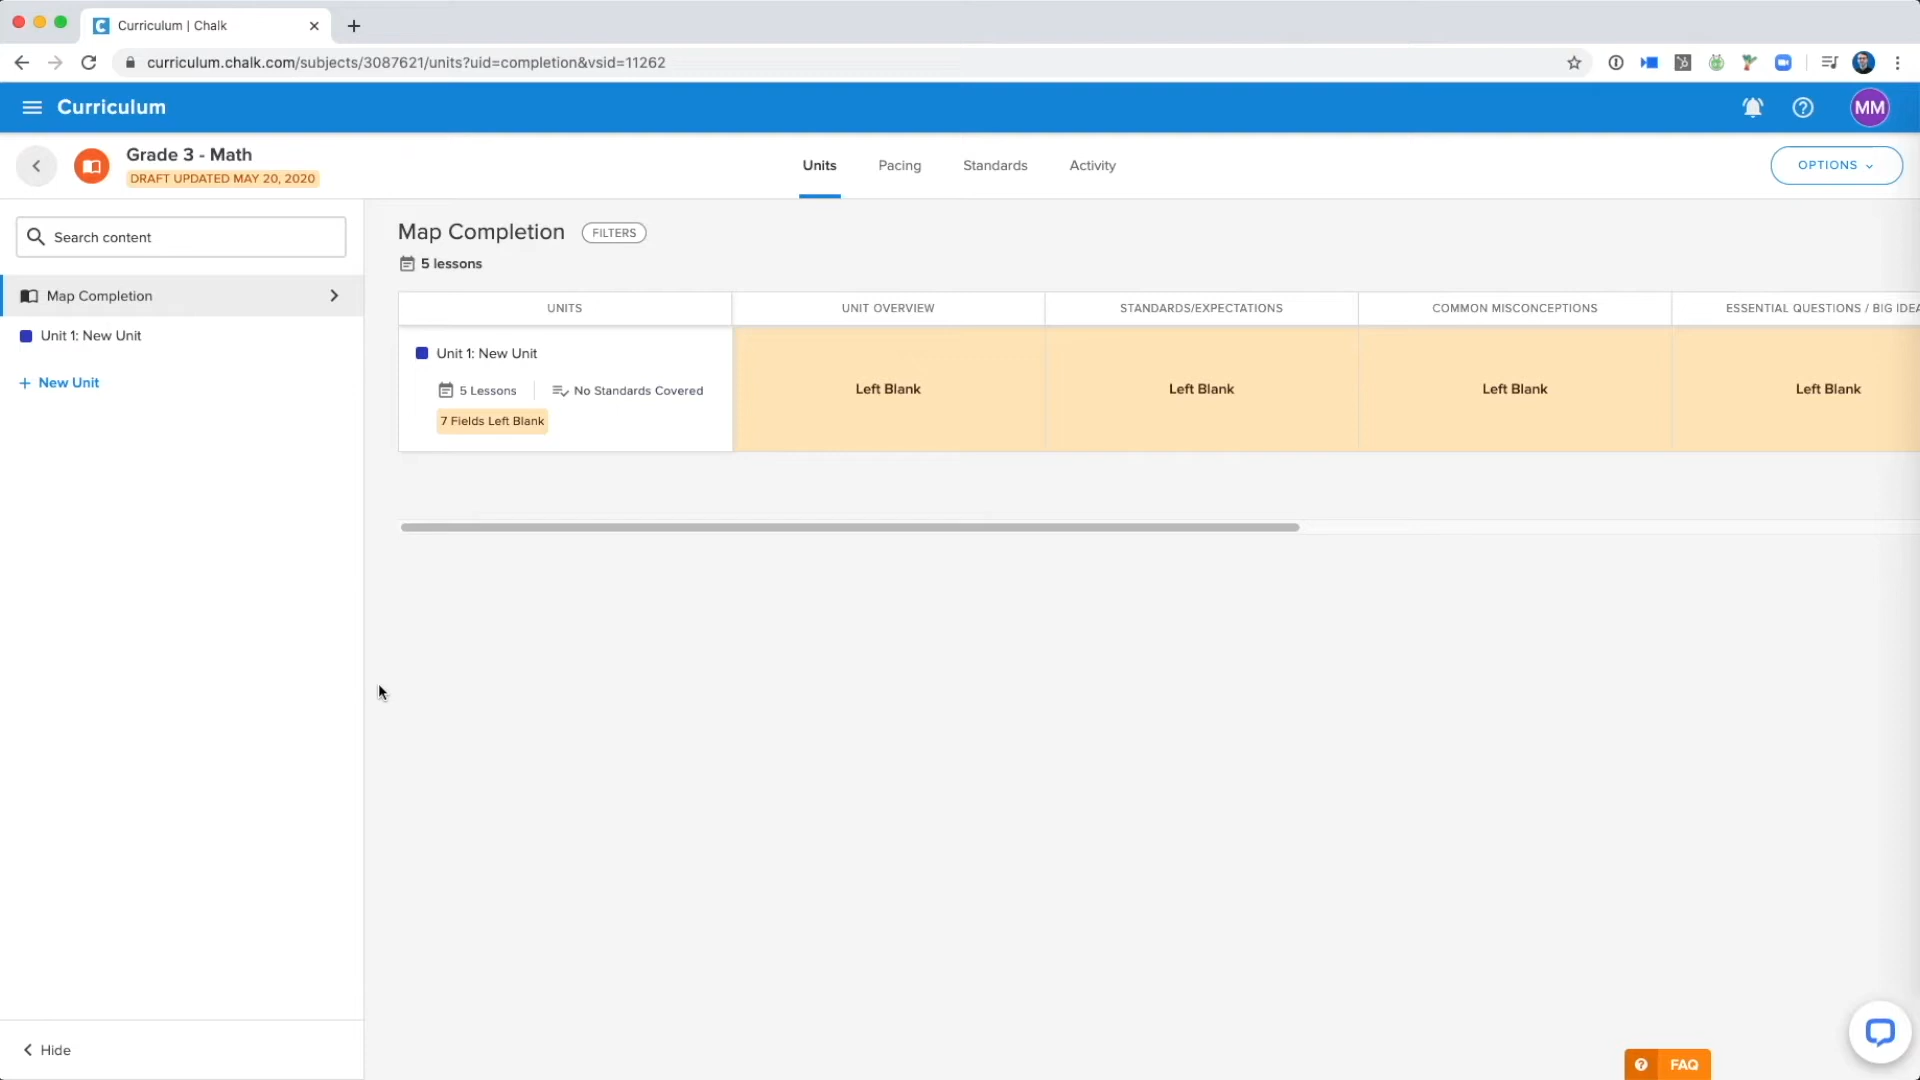 Curriculum | Chalk
curriculum.chalk.com/subjects/3087621/units?uid=completion&vsid=11262
Curriculum
MM
Grade 3 - Math
DRAFT UPDATED MAY 20, 2020
Units
Pacing
Standards
Activity
OPTIONS
Search content
Map Completion
Unit 1: New Unit
+ New Unit
Map Completion
FILTERS
5 lessons
UNITS
UNIT OVERVIEW
STANDARDS/EXPECTATIONS
COMMON MISCONCEPTIONS
ESSENTIAL QUESTIONS / BIG IDEA
Unit 1: New Unit
5 Lessons
No Standards Covered
7 Fields Left Blank
Left Blank
Left Blank
Left Blank
Left Blank
Hide
FAQ